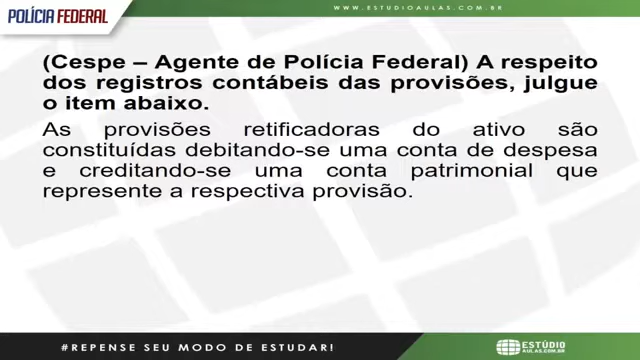 WWW.ESTUDIOAULAS.COM.BR
POLÍCIA FEDERAL
(Cespe – Agente de Polícia Federal) A respeito
dos registros contábeis das provisões, julgue
o item abaixo.
As provisões retificadoras do ativo são
constituídas debitando-se uma conta de despesa
e creditando-se uma conta patrimonial que
represente a respectiva provisão.
#REPENSE SEU MODO DE ESTUDAR!
ESTÚDIO
AULAS.COM.BR